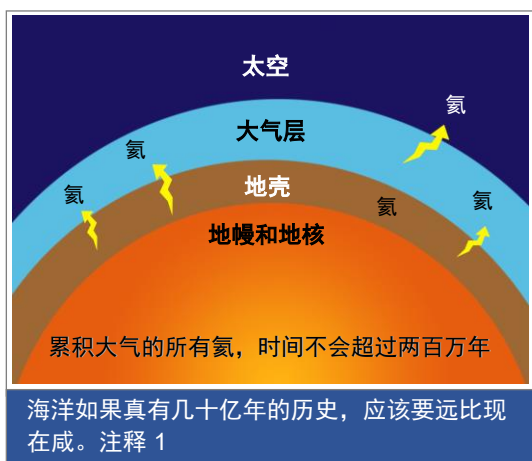 太空
氦
大气层
氦
地壳
氦
氦
氦
地幔和地核
累积大气的所有氦，时间不会超过两百万年
海洋如果真有几十亿年的历史，应该要远比现
在咸。注释 1